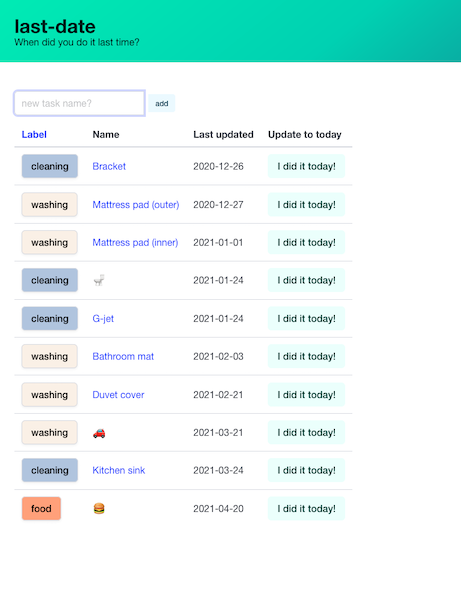 last-date
When did you do it last time?
new task name? add
Label Name Last updated Update to today
cleaning Bracket 2020-12-26 I did it today!
washing Mattress pad (outer) 2020-12-27 I did it today!
washing Mattress pad (inner) 2021-01-01 I did it today!
cleaning 🚽 2021-01-24 I did it today!
cleaning G-jet 2021-01-24 I did it today!
washing Bathroom mat 2021-02-03 I did it today!
washing Duvet cover 2021-02-21 I did it today!
washing 🚗 2021-03-21 I did it today!
cleaning Kitchen sink 2021-03-24 I did it today!
food 🍔 2021-04-20 I did it today!